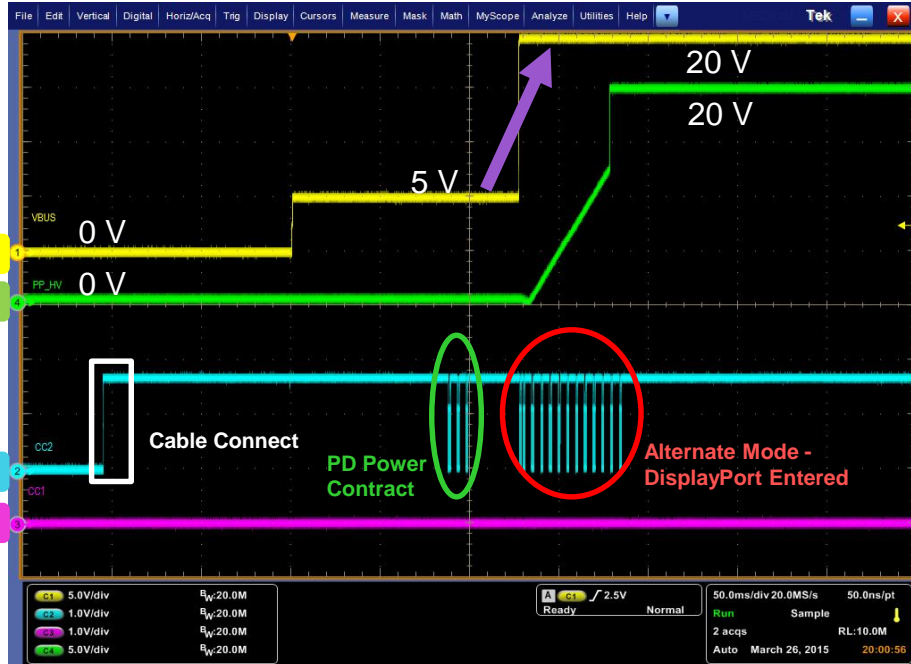 File Edit Vertical Digital Horiz/Acq Trig Display Cursors Measure Mask Math MyScope Analyze Utilities Help Tek X
20 V
20 V
5 V
VBUS
0 V
1
PP_HV
0 V
4
Cable Connect
CC2
PD Power
Contract
Alternate Mode -
DisplayPort Entered
2
CC1
3
C1 5.0V/div BW:20.0M
C2 1.0V/div BW:20.0M
C3 1.0V/div BW:20.0M
C4 5.0V/div BW:20.0M
A C1 2.5V
Ready Normal
50.0ms/div 20.0MS/s 50.0ns/pt
Run Sample
2 acqs RL:10.0M
Auto March 26, 2015 20:00:56